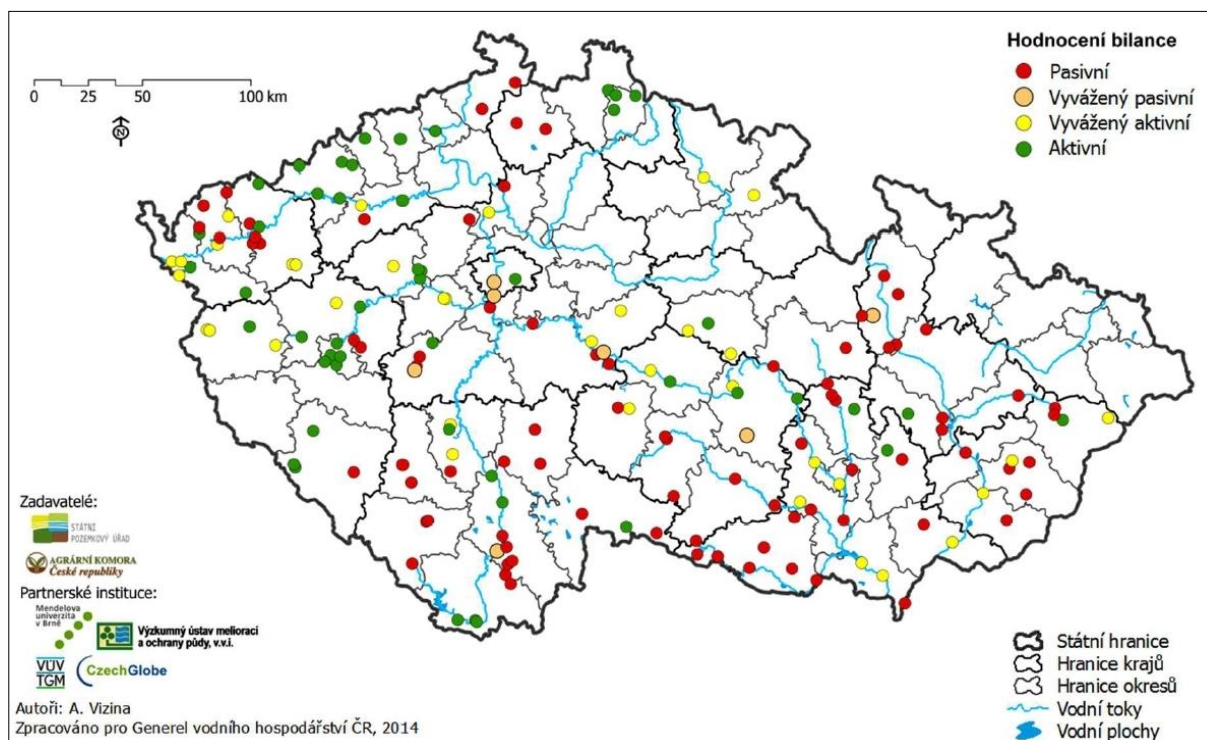 Hodnocení bilance
Pasivní
Vyvážený pasivní
Vyvážený aktivní
Aktivní
0 25 50 100 km
N
Zadavatelé:
STÁTNÍ
POZEMKOVÝ ÚŘAD
AGRÁRNÍ KOMORA
České republiky
Partnerské instituce:
Mendelova
univerzita
v Brně
Výzkumný ústav meliorací
a ochrany půdy, v.v.i.
VÚV
TGM
CzechGlobe
Autoři: A. Vizina
Zpracováno pro Generel vodního hospodářství ČR, 2014
Státní hranice
Hranice krajů
Hranice okresů
Vodní toky
Vodní plochy